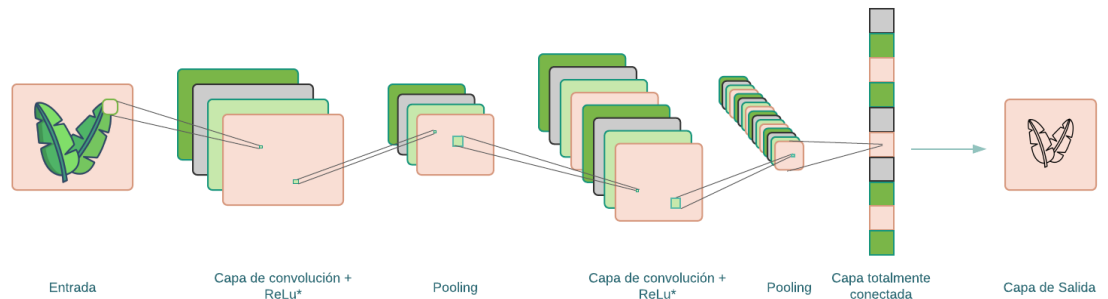 Entrada
Capa de convolución +
ReLu*
Pooling
Capa de convolución +
ReLu*
Pooling
Capa totalmente
conectada
Capa de Salida